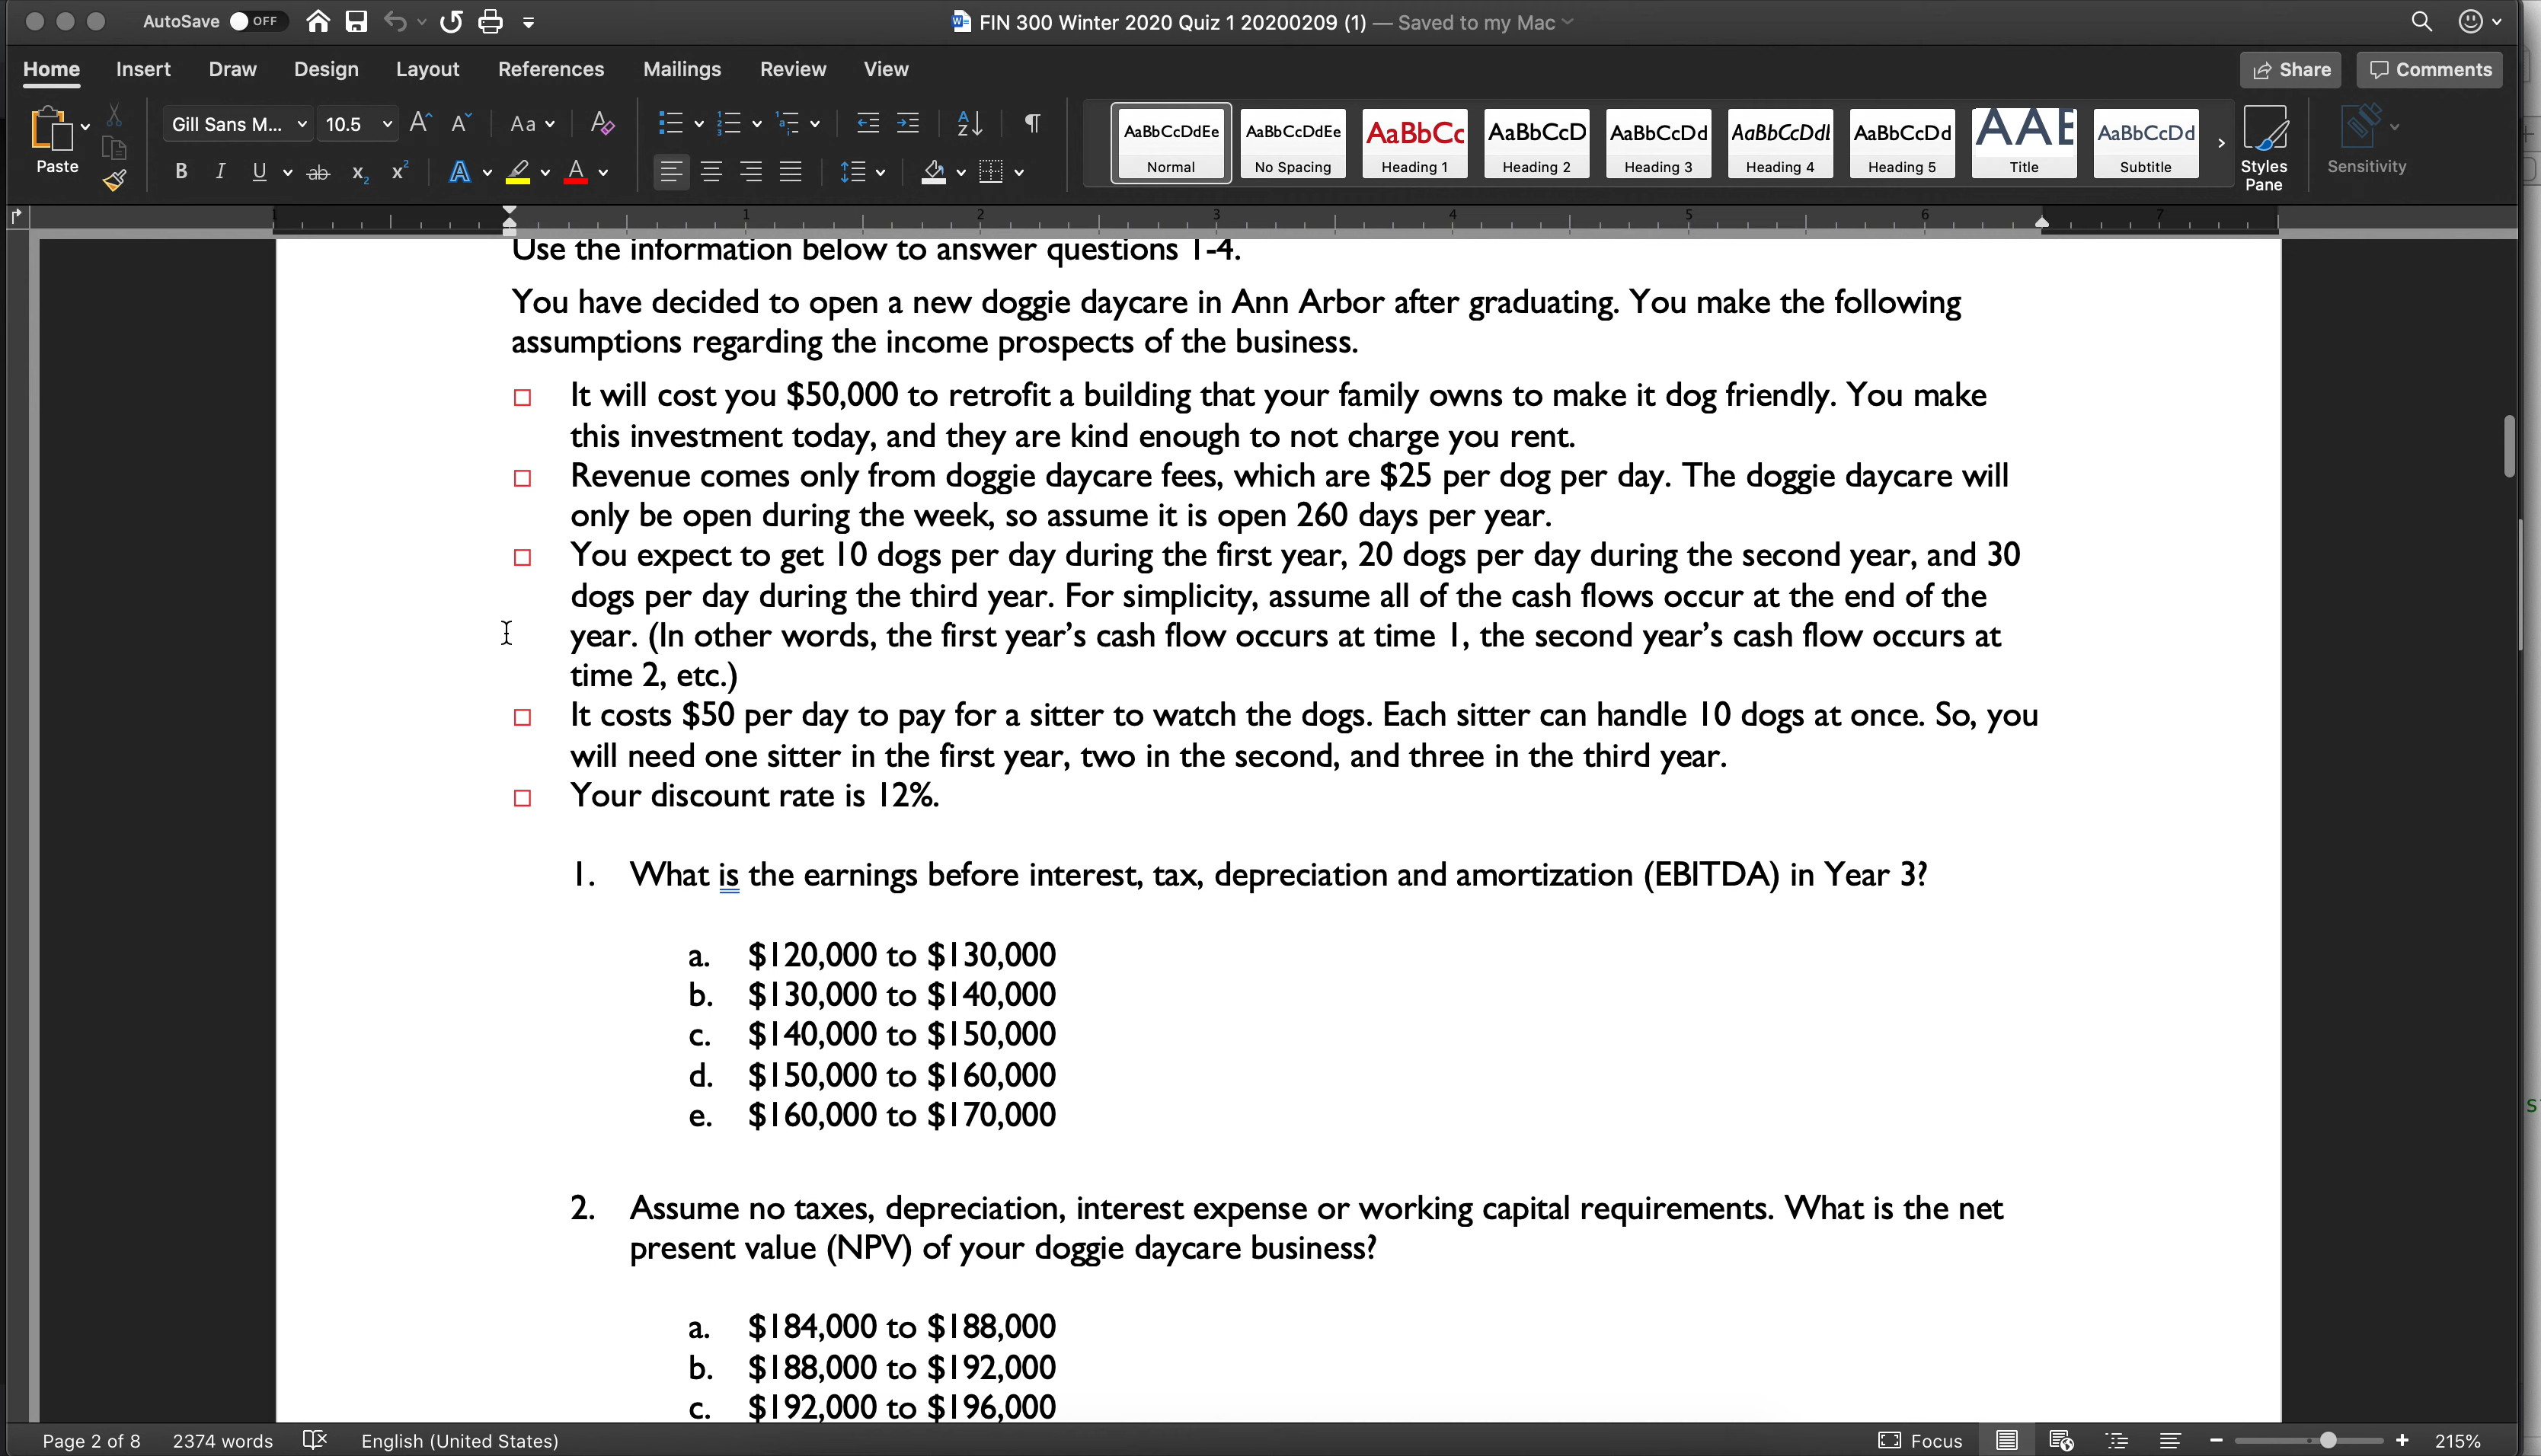 AutoSave OFF
FIN 300 Winter 2020 Quiz 1 20200209 (1) — Saved to my Mac
Home Insert Draw Design Layout References Mailings Review View
Share Comments
Paste
Gill Sans M... 10.5
Aa
B I U ab x2 x2 A A
AaBbCcDdEe AaBbCcDdEe AaBbCc AaBbCcD AaBbCcDd AaBbCcDdI AaBbCcDd AAE AaBbCcDd
Normal No Spacing Heading 1 Heading 2 Heading 3 Heading 4 Heading 5 Title Subtitle
Styles Pane
Sensitivity
1 1 2 3 4 5 6 7
Use the information below to answer questions 1-4.
You have decided to open a new doggie daycare in Ann Arbor after graduating. You make the following
assumptions regarding the income prospects of the business.
It will cost you $50,000 to retrofit a building that your family owns to make it dog friendly. You make
this investment today, and they are kind enough to not charge you rent.
Revenue comes only from doggie daycare fees, which are $25 per dog per day. The doggie daycare will
only be open during the week, so assume it is open 260 days per year.
You expect to get 10 dogs per day during the first year, 20 dogs per day during the second year, and 30
dogs per day during the third year. For simplicity, assume all of the cash flows occur at the end of the
year. (In other words, the first year’s cash flow occurs at time 1, the second year’s cash flow occurs at
time 2, etc.)
It costs $50 per day to pay for a sitter to watch the dogs. Each sitter can handle 10 dogs at once. So, you
will need one sitter in the first year, two in the second, and three in the third year.
Your discount rate is 12%.
1. What is the earnings before interest, tax, depreciation and amortization (EBITDA) in Year 3?
a. $120,000 to $130,000
b. $130,000 to $140,000
c. $140,000 to $150,000
d. $150,000 to $160,000
e. $160,000 to $170,000
2. Assume no taxes, depreciation, interest expense or working capital requirements. What is the net
present value (NPV) of your doggie daycare business?
a. $184,000 to $188,000
b. $188,000 to $192,000
c. $192,000 to $196,000
Page 2 of 8 2374 words English (United States) Focus 215%